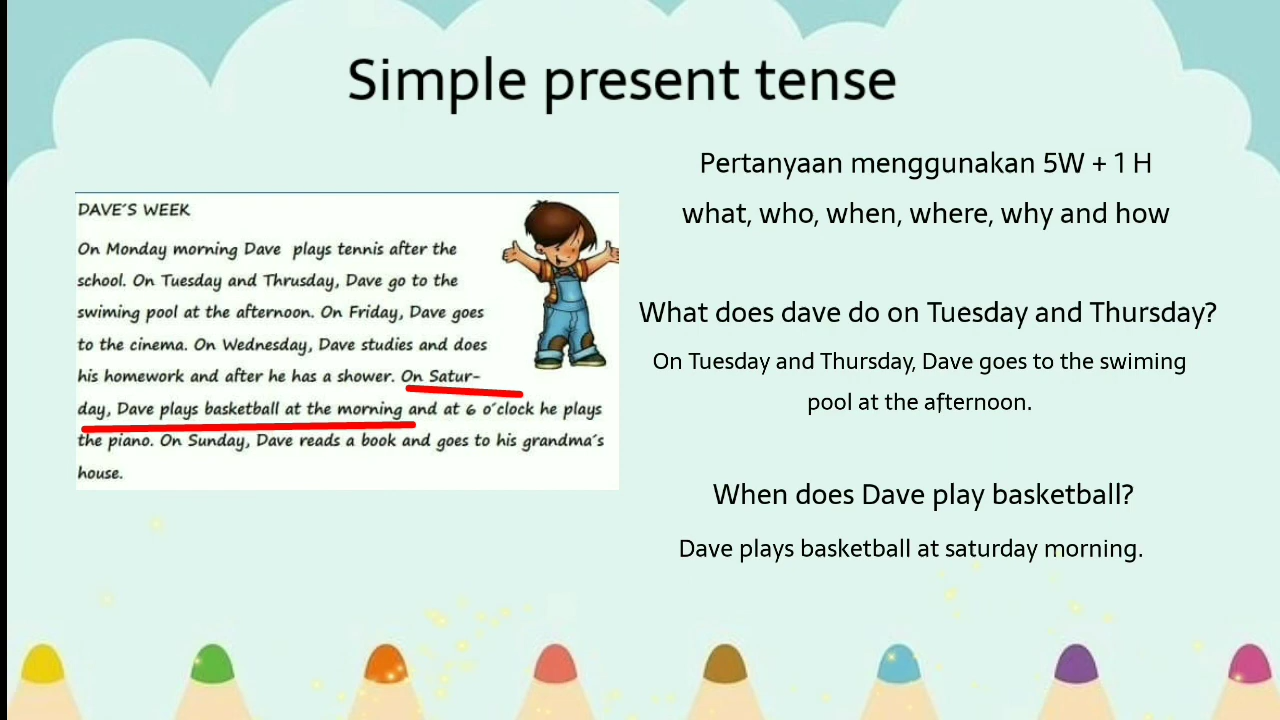 Simple present tense
DAVE´S WEEK
On Monday morning Dave plays tennis after the
school. On Tuesday and Thrusday, Dave go to the
swiming pool at the afternoon. On Friday, Dave goes
to the cinema. On Wednesday, Dave studies and does
his homework and after he has a shower. On Satur-
day, Dave plays basketball at the morning and at 6 o´clock he plays
the piano. On Sunday, Dave reads a book and goes to his grandma´s
house.
Pertanyaan menggunakan 5W + 1 H
what, who, when, where, why and how
What does dave do on Tuesday and Thursday?
On Tuesday and Thursday, Dave goes to the swiming
pool at the afternoon.
When does Dave play basketball?
Dave plays basketball at saturday morning.